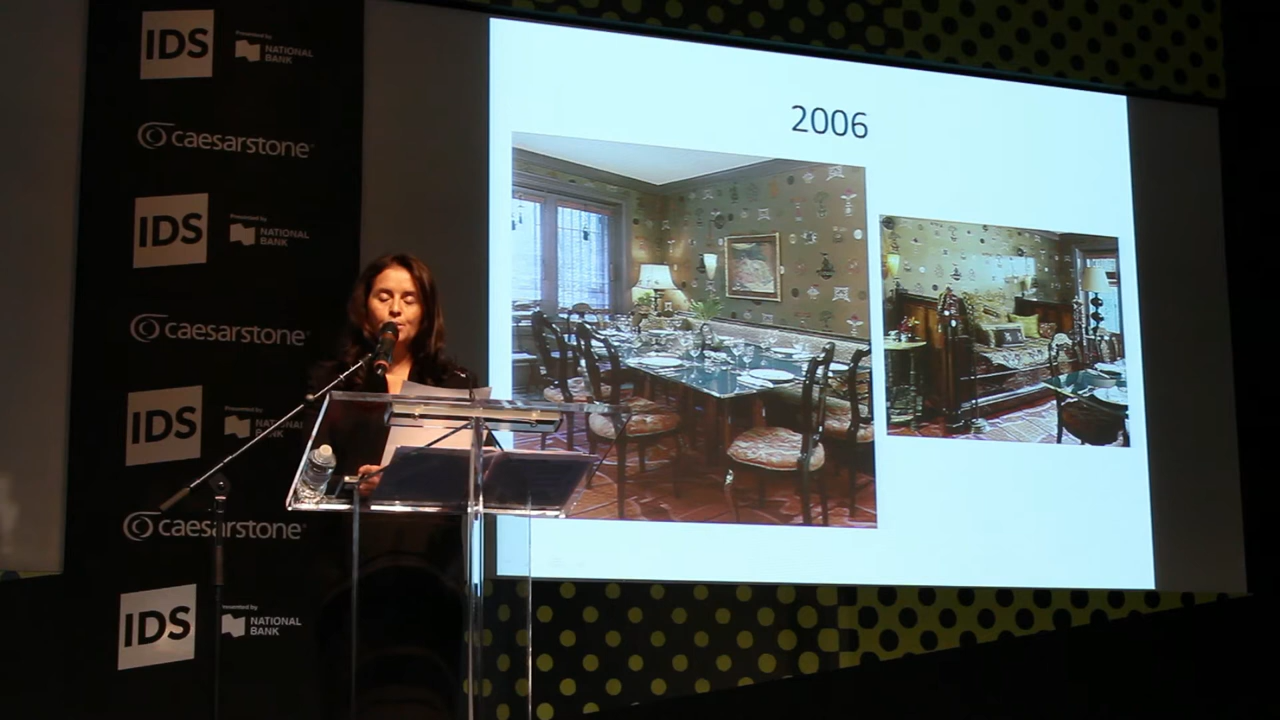 IDS
Presented by
NATIONAL
BANK
caesarstone
IDS
Presented by
NATIONAL
BANK
caesarstone
IDS
Presented by
NATIONAL
BANK
caesarstone
IDS
Presented by
NATIONAL
BANK
2006